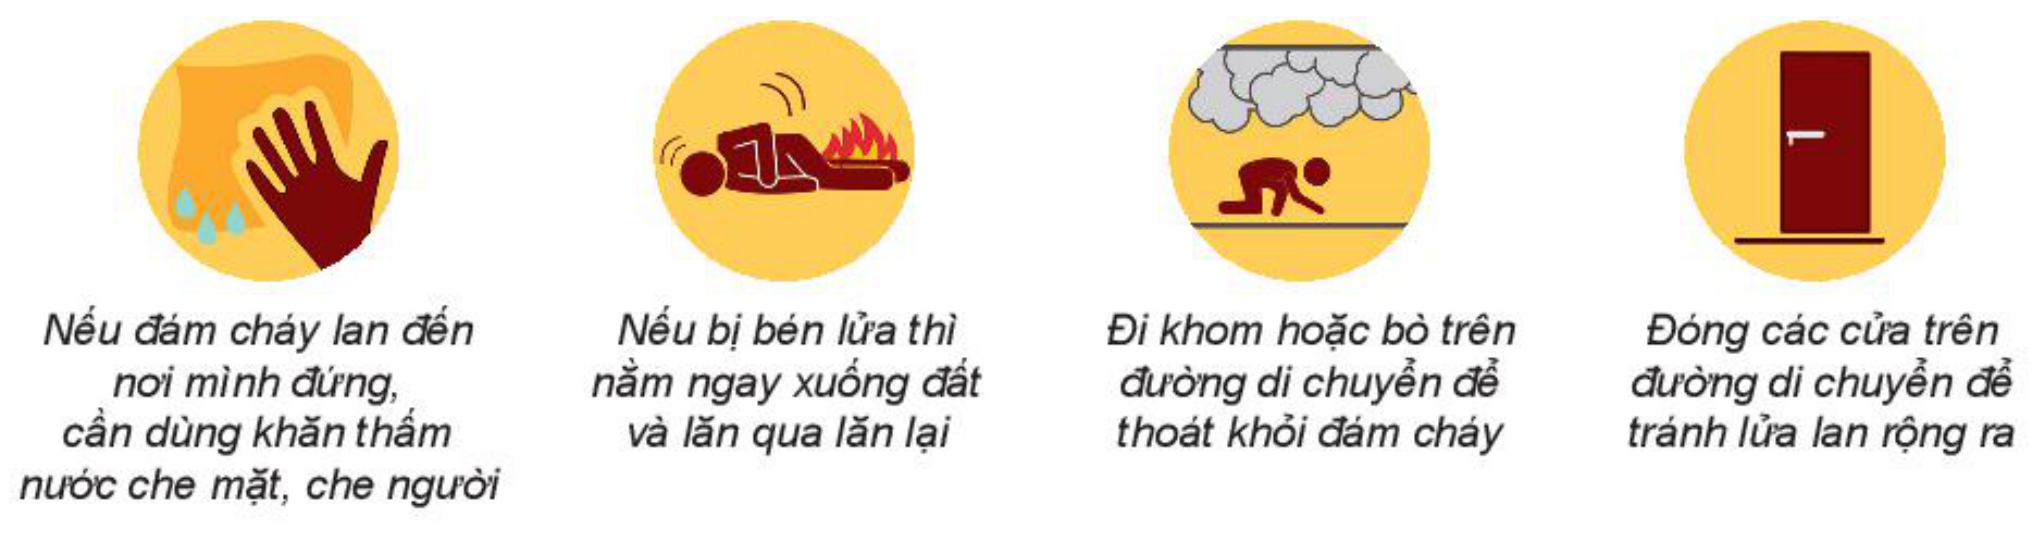 Nếu đám cháy lan đến
nơi mình đứng,
cần dùng khăn thấm
nước che mặt, che người
Nếu bị bén lửa thì
nằm ngay xuống đất
và lăn qua lăn lại
Đi khom hoặc bò trên
đường di chuyển để
thoát khỏi đám cháy
Đóng các cửa trên
đường di chuyển để
tránh lửa lan rộng ra